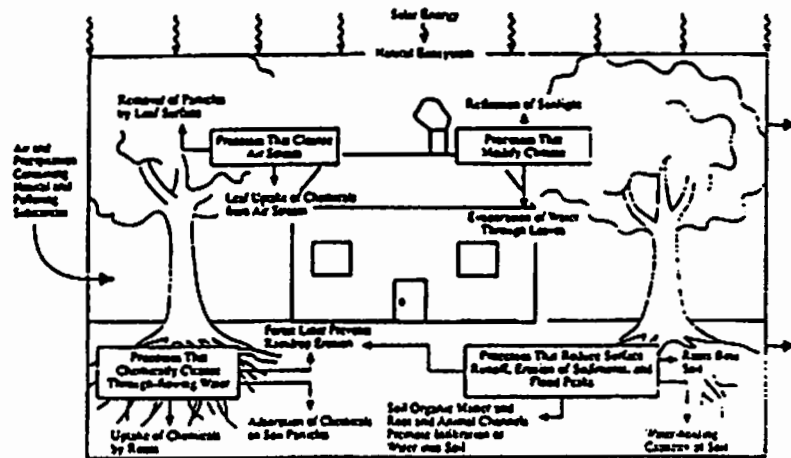 Solar Energy
Natural Ecosystem
Removal of Particles
by Leaf Surface
Reflection of Sunlight
Processes That Cleanse
Air Stream
Processes That
Modify Climate
Air and
Precipitation
Containing
Natural and
Polluting
Substances
Leaf Uptake of Chemicals
from Air Stream
Evaporation of Water
Through Leaves
Forest Litter Prevents
Raindrop Erosion
Processes That
Chemically Cleanse
Through-flowing Water
Processes That Reduce Surface
Runoff, Erosion of Sediments, and
Flood Peaks
Roots Bind
Soil
Uptake of Chemicals
by Roots
Adsorption of Chemicals
on Soil Particles
Soil Organic Matter and
Root and Animal Channels
Promote Infiltration of
Water into Soil
Water-holding
Capacity of Soil